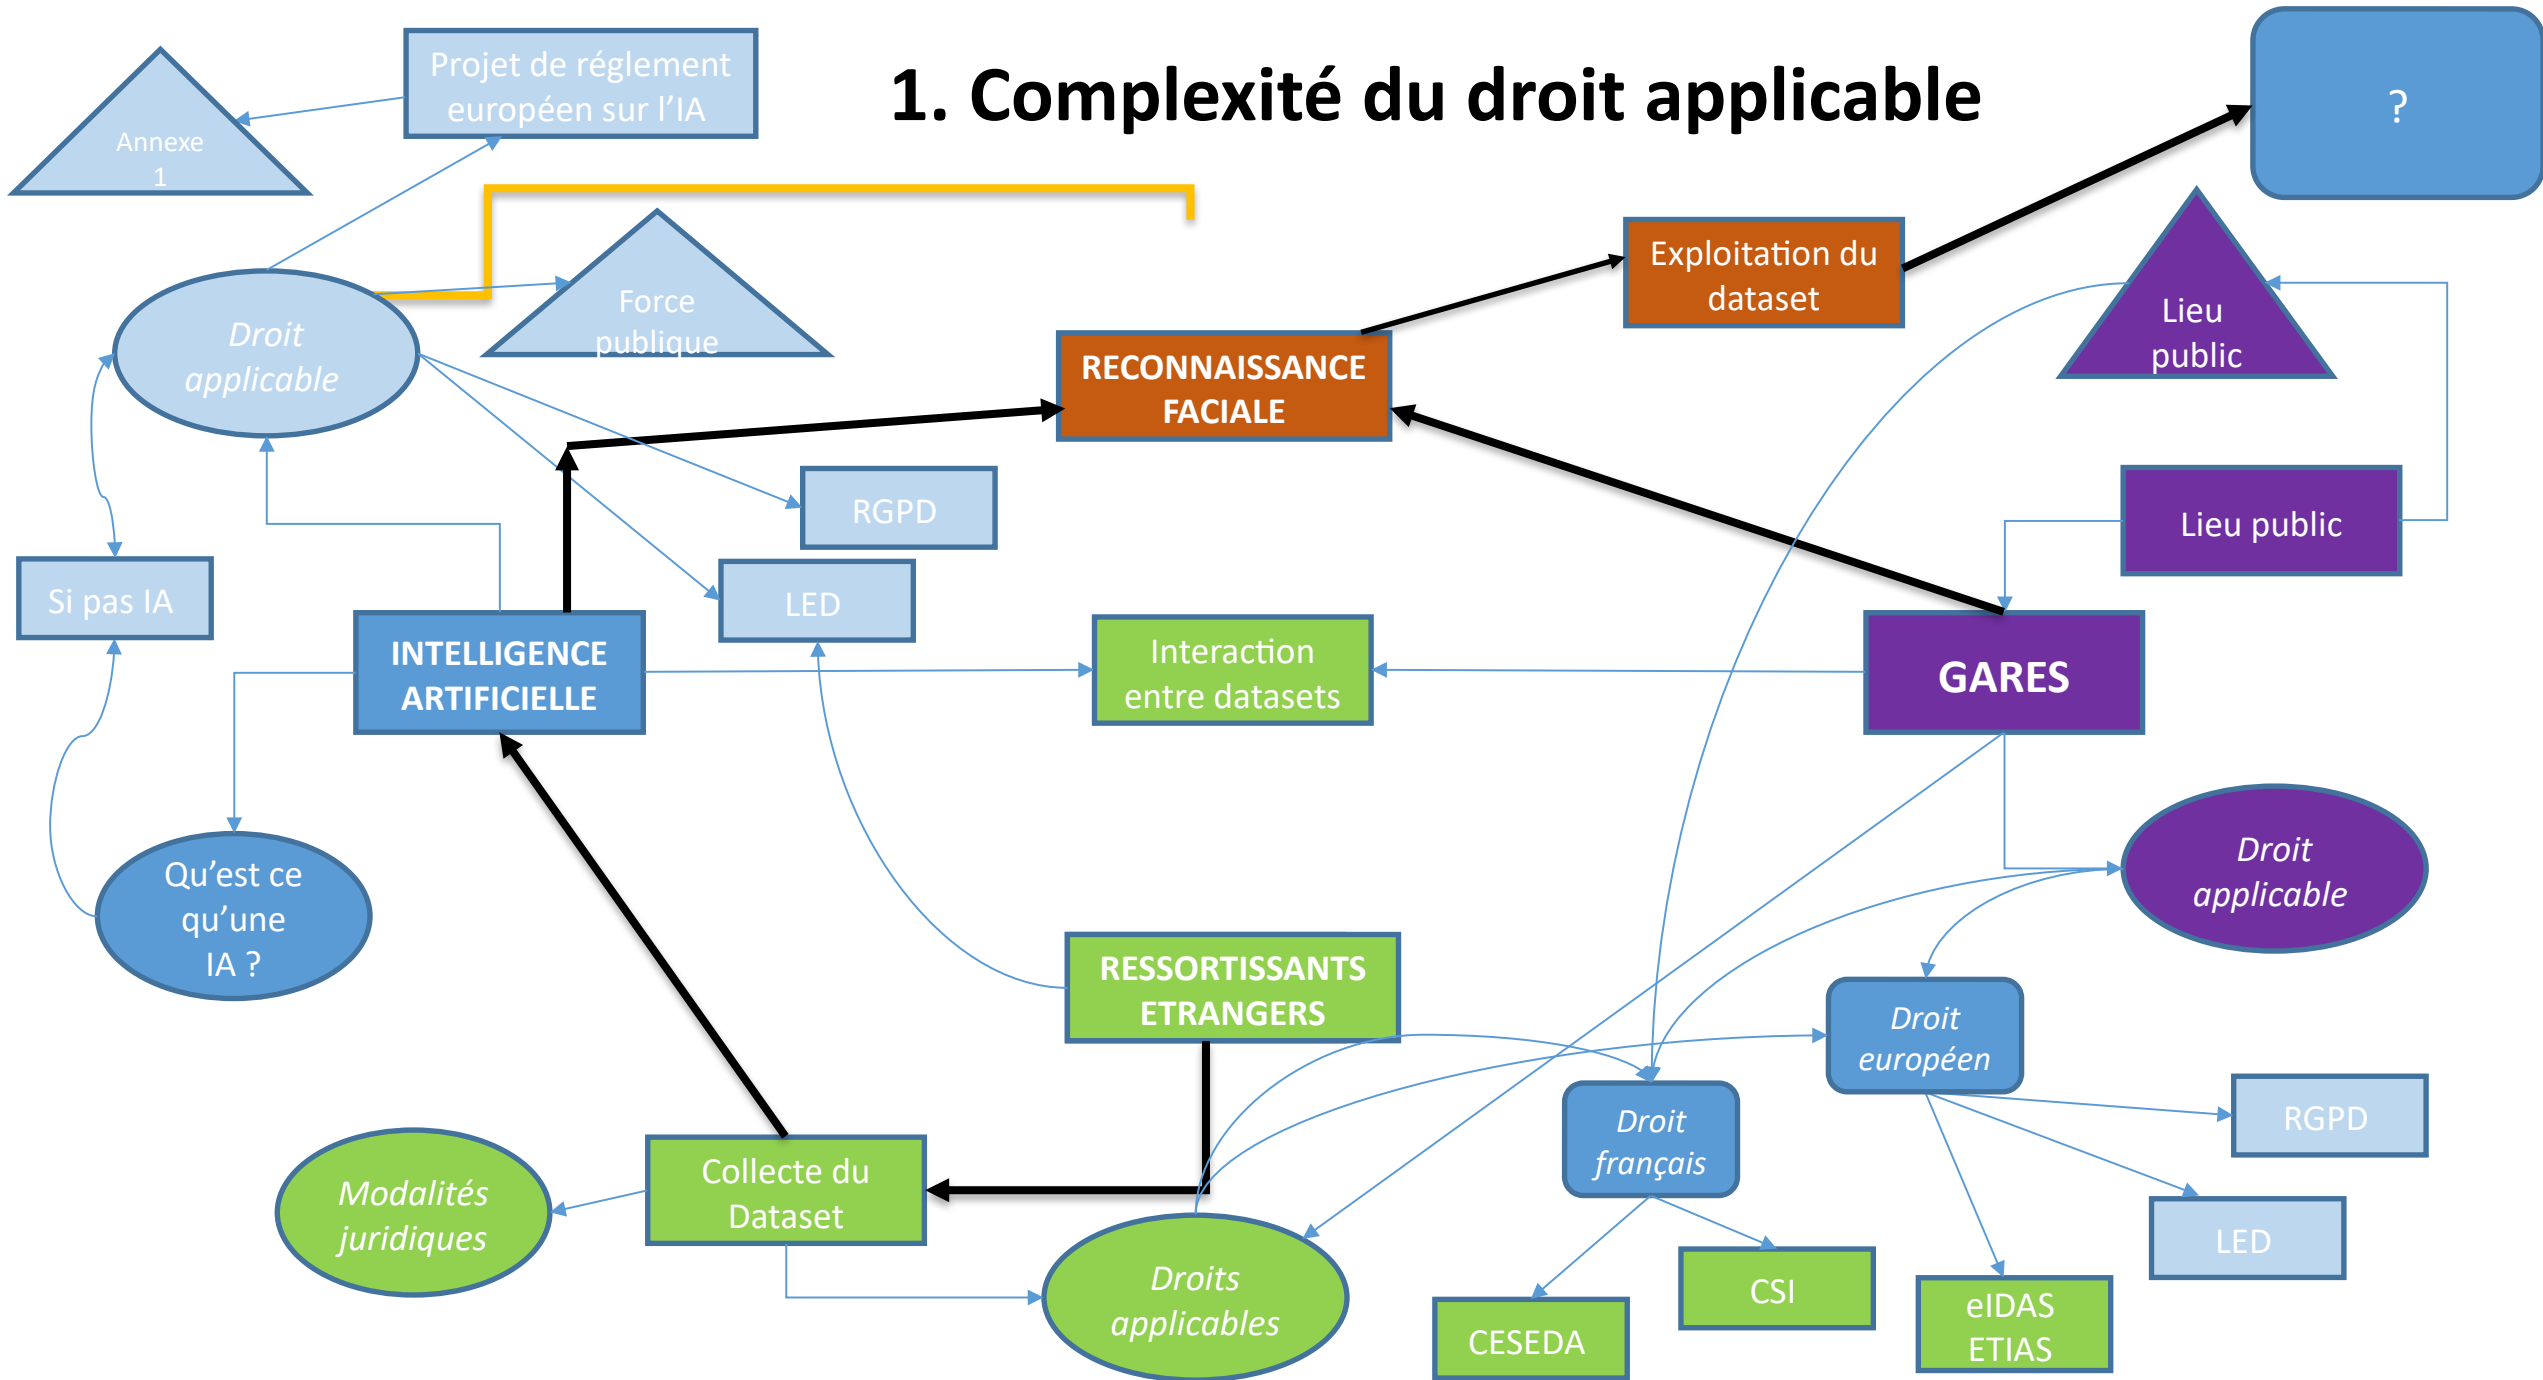 Projet de réglement
européen sur l'IA
1. Complexité du droit applicable
?
Annexe
1
Exploitation du
dataset
Force
publique
Lieu
public
Droit
applicable
RECONNAISSANCE
FACIALE
RGPD
Lieu public
Si pas IA
LED
INTELLIGENCE
ARTIFICIELLE
Interaction
entre datasets
GARES
Qu'est ce
qu'une
IA ?
Droit
applicable
RESSORTISSANTS
ETRANGERS
Droit
européen
Droit
français
RGPD
Modalités
juridiques
Collecte du
Dataset
LED
Droits
applicables
CSI
CESEDA
eIDAS
ETIAS